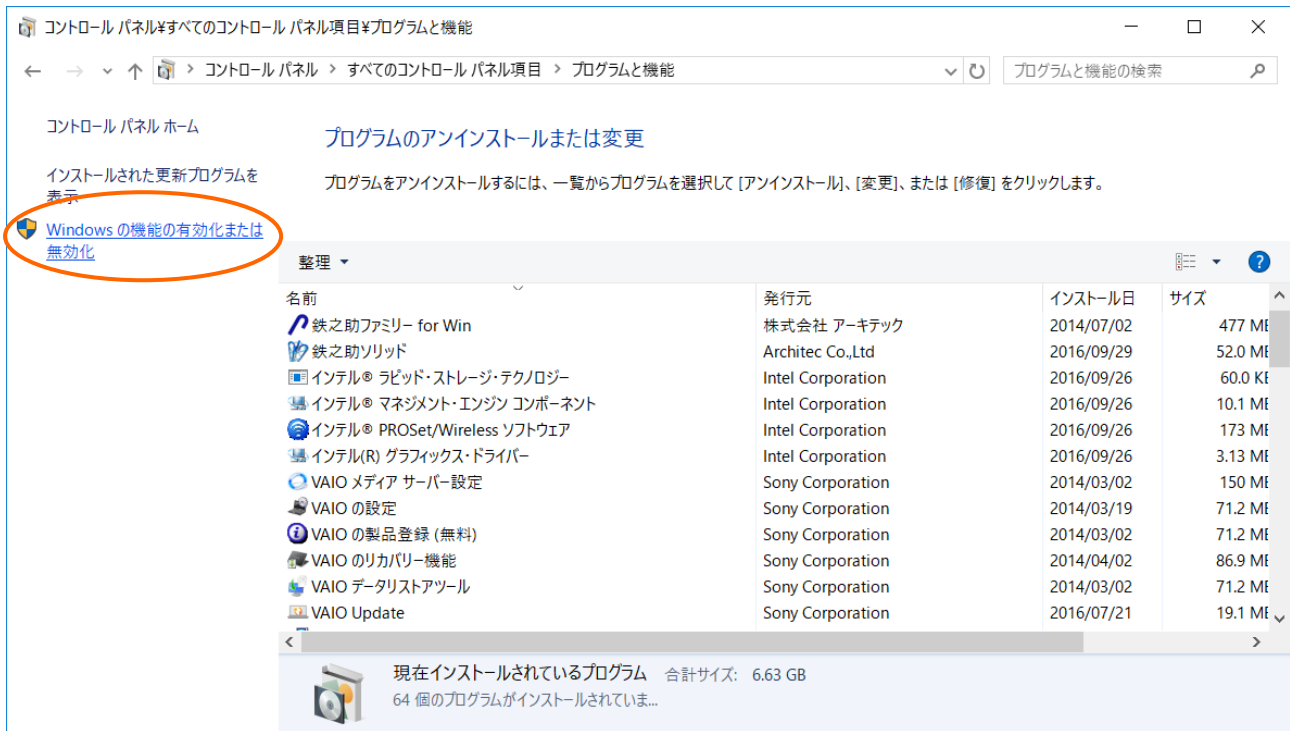 コントロール パネル¥すべてのコントロール パネル項目¥プログラムと機能
コントロール パネル > すべてのコントロール パネル項目 > プログラムと機能
プログラムと機能の検索
コントロール パネル ホーム
インストールされた更新プログラムを
表示
Windows の機能の有効化または
無効化
プログラムのアンインストールまたは変更
プログラムをアンインストールするには、一覧からプログラムを選択して [アンインストール]、[変更]、または [修復] をクリックします。
整理
名前 発行元 インストール日 サイズ
鉄之助ファミリー for Win 株式会社 アーキテック 2014/07/02 477 MB
鉄之助ソリッド Architec Co.,Ltd 2016/09/29 52.0 MB
インテル® ラピッド・ストレージ・テクノロジー Intel Corporation 2016/09/26 60.0 KB
インテル® マネジメント・エンジン コンポーネント Intel Corporation 2016/09/26 10.1 MB
インテル® PROSet/Wireless ソフトウェア Intel Corporation 2016/09/26 173 MB
インテル(R) グラフィックス・ドライバー Intel Corporation 2016/09/26 3.13 MB
VAIO メディア サーバー設定 Sony Corporation 2014/03/02 150 MB
VAIO の設定 Sony Corporation 2014/03/19 71.2 MB
VAIO の製品登録 (無料) Sony Corporation 2014/03/02 71.2 MB
VAIO のリカバリー機能 Sony Corporation 2014/04/02 86.9 MB
VAIO データリストアツール Sony Corporation 2014/03/02 71.2 MB
VAIO Update Sony Corporation 2016/07/21 19.1 MB
現在インストールされているプログラム 合計サイズ: 6.63 GB
64 個のプログラムがインストールされていま...